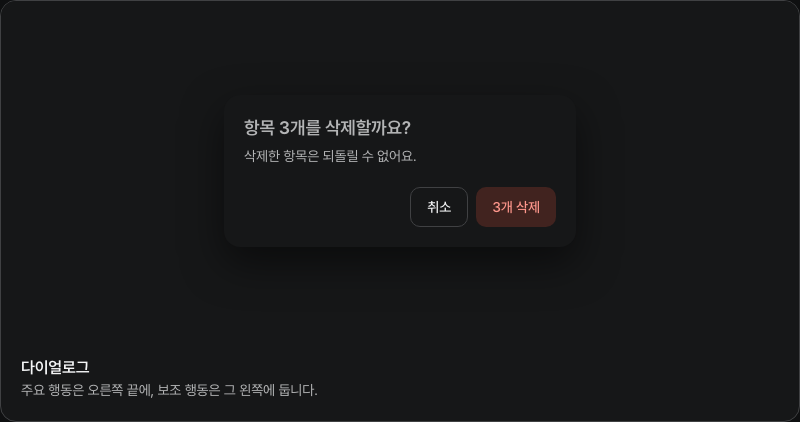 항목 3개를 삭제할까요?
삭제한 항목은 되돌릴 수 없어요.
취소
3개 삭제
다이얼로그
주요 행동은 오른쪽 끝에, 보조 행동은 그 왼쪽에 둡니다.